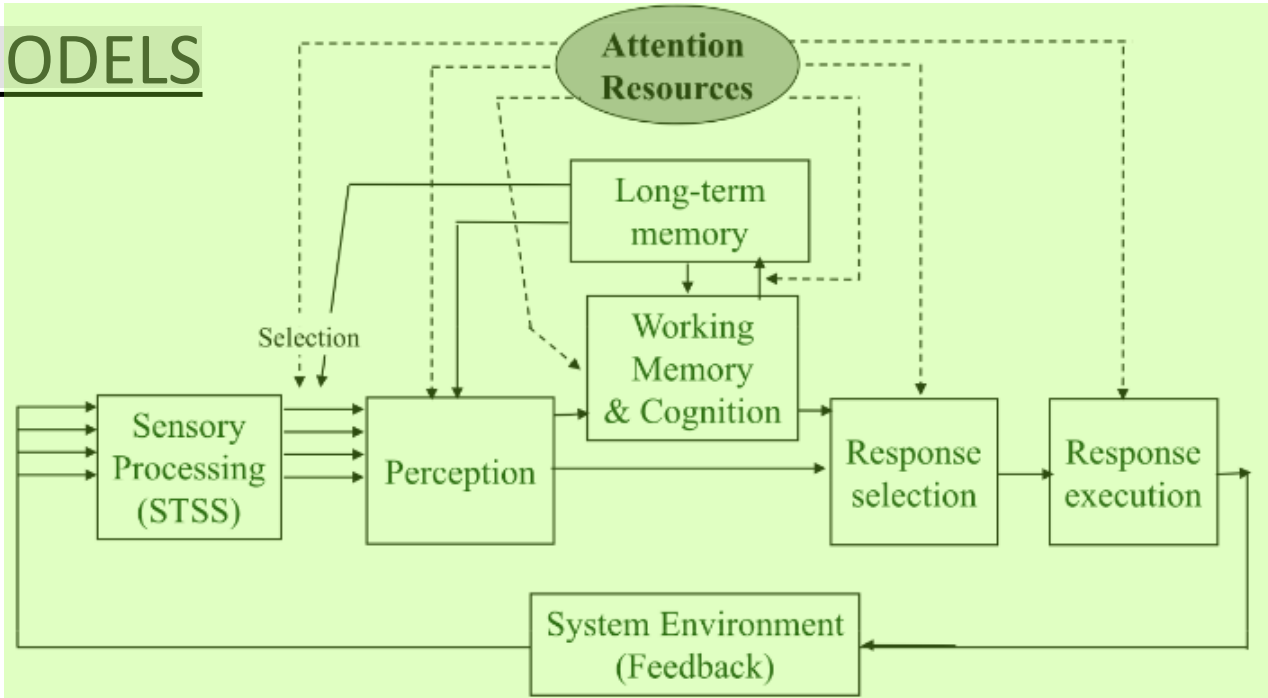 ODELS
Attention
Resources
Long-term
memory
Selection
Working
Memory
& Cognition
Sensory
Processing
(STSS)
Perception
Response
selection
Response
execution
System Environment
(Feedback)